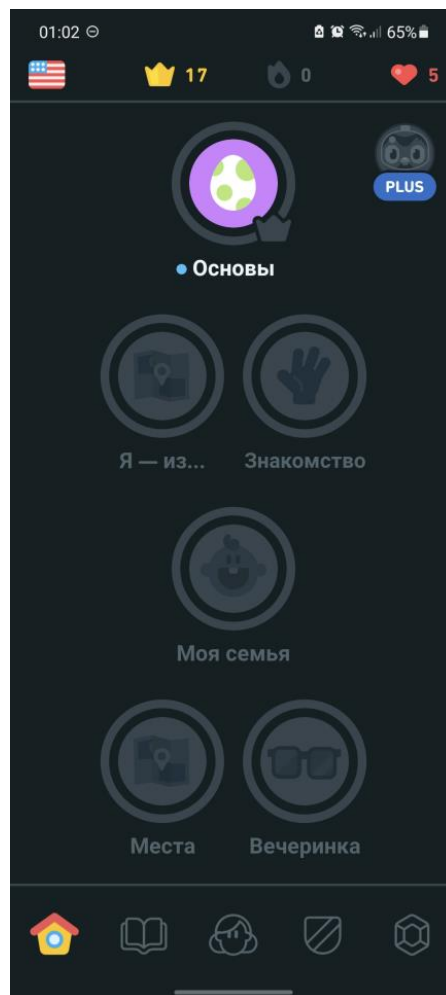 01:02 65%
17 0 5
PLUS
Основы
Я — из... Знакомство
Моя семья
Места Вечеринка